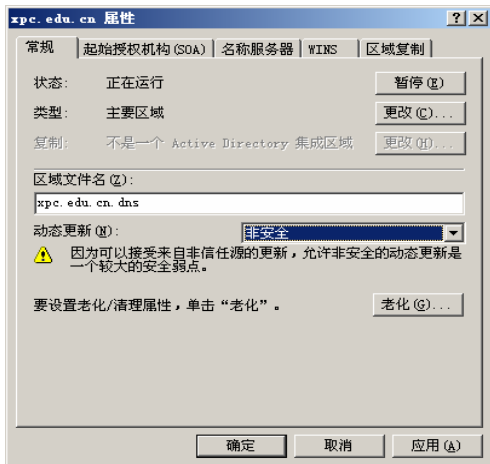 xpc.edu.cn 属性
常规 起始授权机构(SOA) 名称服务器 WINS 区域复制
状态: 正在运行 暂停(E)
类型: 主要区域 更改(C)...
复制: 不是一个 Active Directory 集成区域 更改(H)...
区域文件名(Z):
xpc.edu.cn.dns
动态更新(N): 非安全
因为可以接受来自非信任源的更新，允许非安全的动态更新是
一个较大的安全弱点。
要设置老化/清理属性，单击“老化”。 老化(G)...
确定 取消 应用(A)